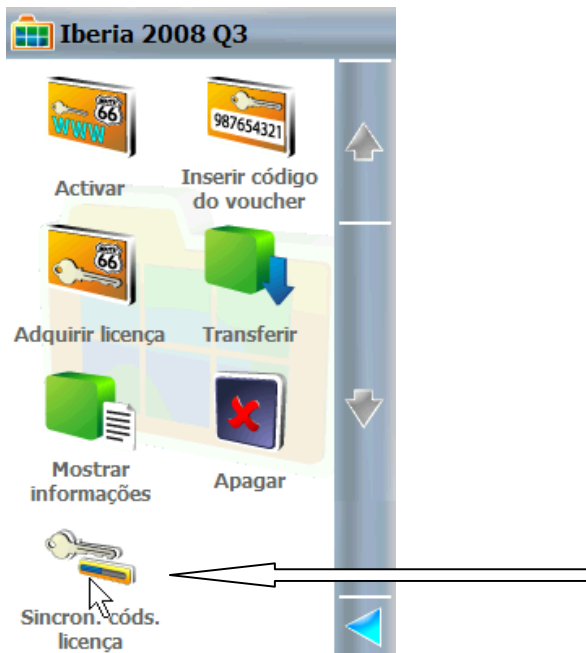 Iberia 2008 Q3
ROUTE
66
WWW
987654321
Activar
Inserir código
do voucher
ROUTE
66
Adquirir licença
Transferir
Mostrar
informações
Apagar
Sincron. códs.
licença